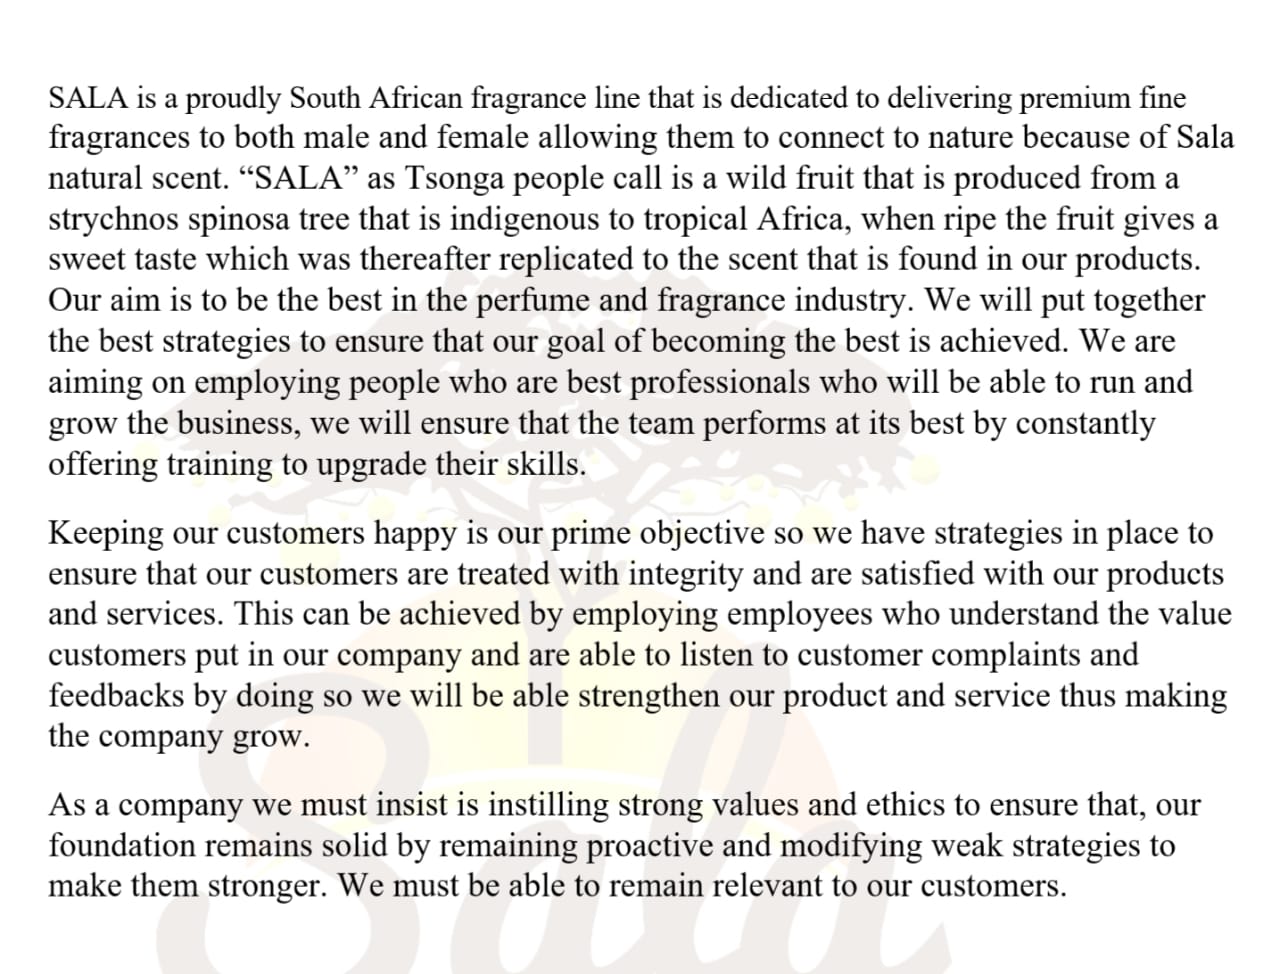 SALA is a proudly South African fragrance line that is dedicated to delivering premium fine
fragrances to both male and female allowing them to connect to nature because of Sala
natural scent. “SALA” as Tsonga people call is a wild fruit that is produced from a
strychnos spinosa tree that is indigenous to tropical Africa, when ripe the fruit gives a
sweet taste which was thereafter replicated to the scent that is found in our products.
Our aim is to be the best in the perfume and fragrance industry. We will put together
the best strategies to ensure that our goal of becoming the best is achieved. We are
aiming on employing people who are best professionals who will be able to run and
grow the business, we will ensure that the team performs at its best by constantly
offering training to upgrade their skills.
Keeping our customers happy is our prime objective so we have strategies in place to
ensure that our customers are treated with integrity and are satisfied with our products
and services. This can be achieved by employing employees who understand the value
customers put in our company and are able to listen to customer complaints and
feedbacks by doing so we will be able strengthen our product and service thus making
the company grow.
As a company we must insist is instilling strong values and ethics to ensure that, our
foundation remains solid by remaining proactive and modifying weak strategies to
make them stronger. We must be able to remain relevant to our customers.
Sala